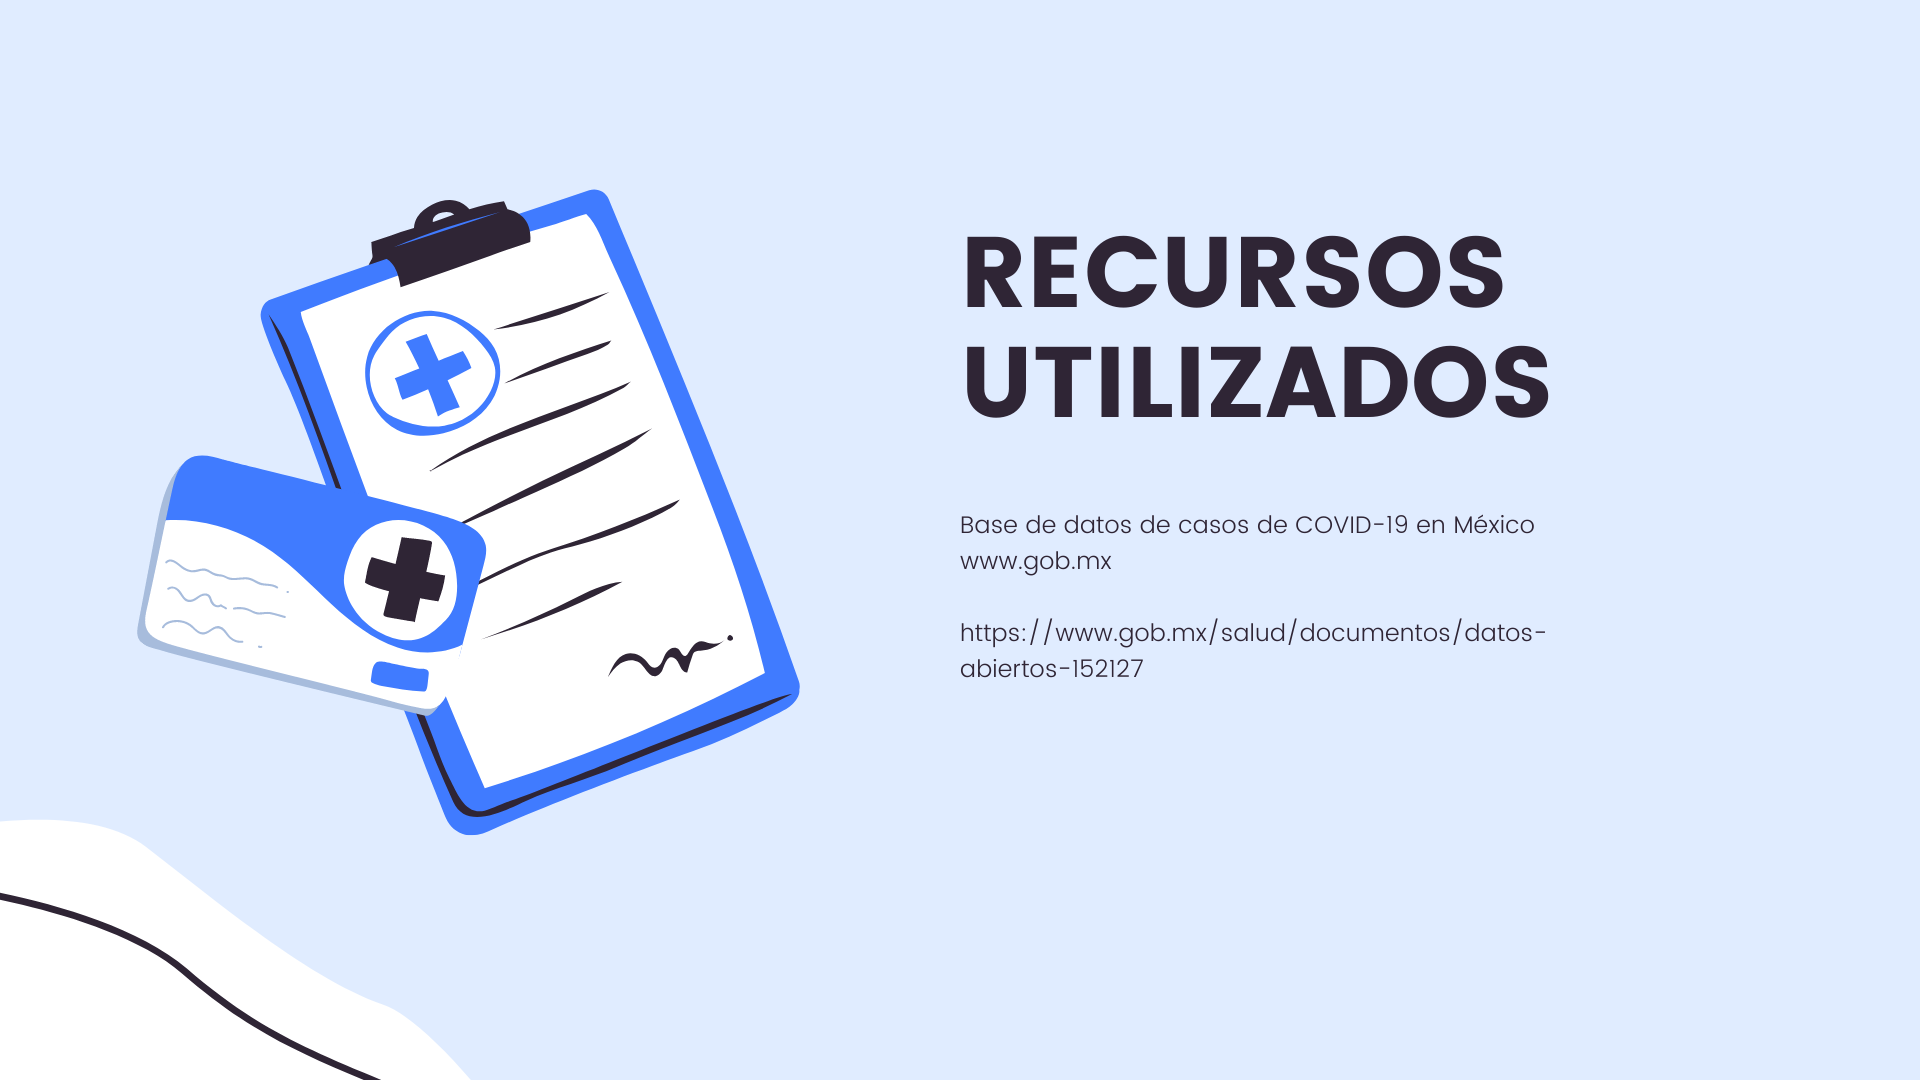 RECURSOS
UTILIZADOS
Base de datos de casos de COVID-19 en México
www.gob.mx
https://www.gob.mx/salud/documentos/datos-
abiertos-152127